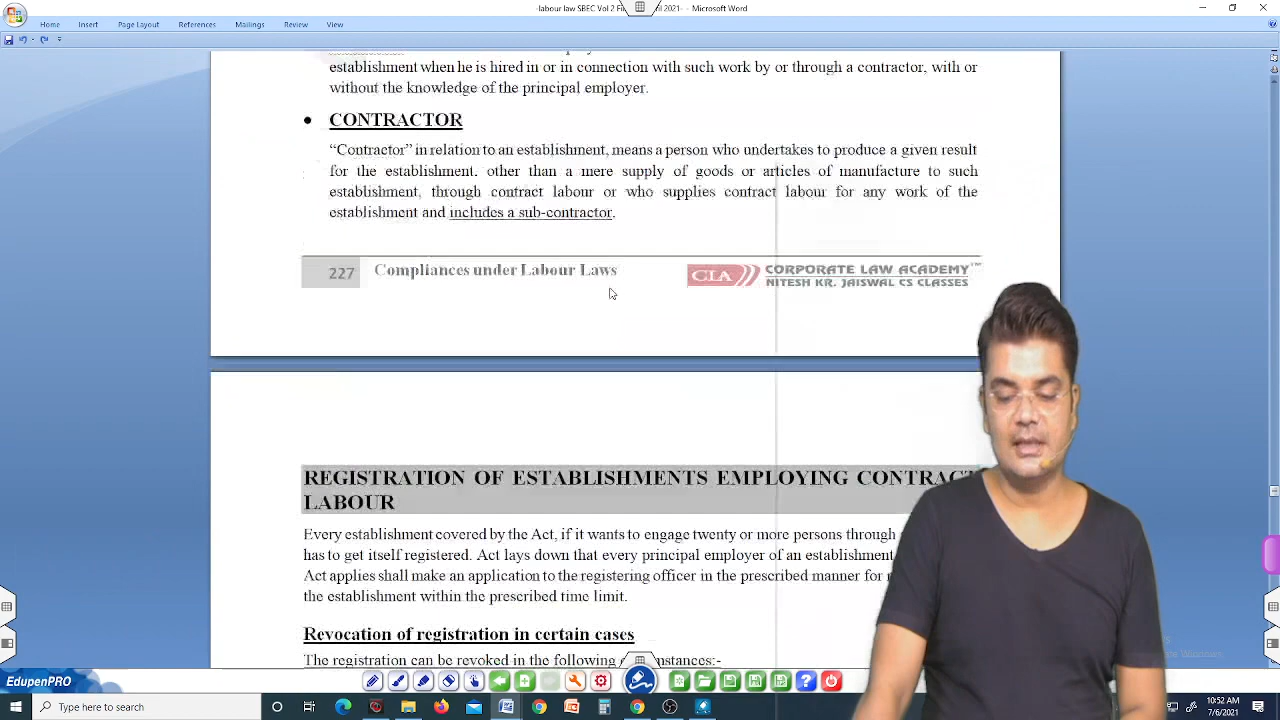 -labour law SBEC Vol 2 Fi il 2021- - Microsoft Word
Home Insert Page Layout References Mailings Review View
establishment when he is hired in or in connection with such work by or through a contractor, with or
without the knowledge of the principal employer.
• CONTRACTOR
“Contractor” in relation to an establishment, means a person who undertakes to produce a given result
for the establishment. other than a mere supply of goods or articles of manufacture to such
establishment, through contract labour or who supplies contract labour for any work of the
establishment and includes a sub-contractor.
227 Compliances under Labour Laws
CLA CORPORATE LAW ACADEMY TM
NITESH KR. JAISWAL CS CLASSES
REGISTRATION OF ESTABLISHMENTS EMPLOYING CONTRACT
LABOUR
Every establishment covered by the Act, if it wants to engage twenty or more persons through
has to get itself registered. Act lays down that every principal employer of an establishment
Act applies shall make an application to the registering officer in the prescribed manner for
the establishment within the prescribed time limit.
Revocation of registration in certain cases
The registration can be revoked in the following instances:-
EdupenPRO
Type here to search
10:52 AM
7/6/2021